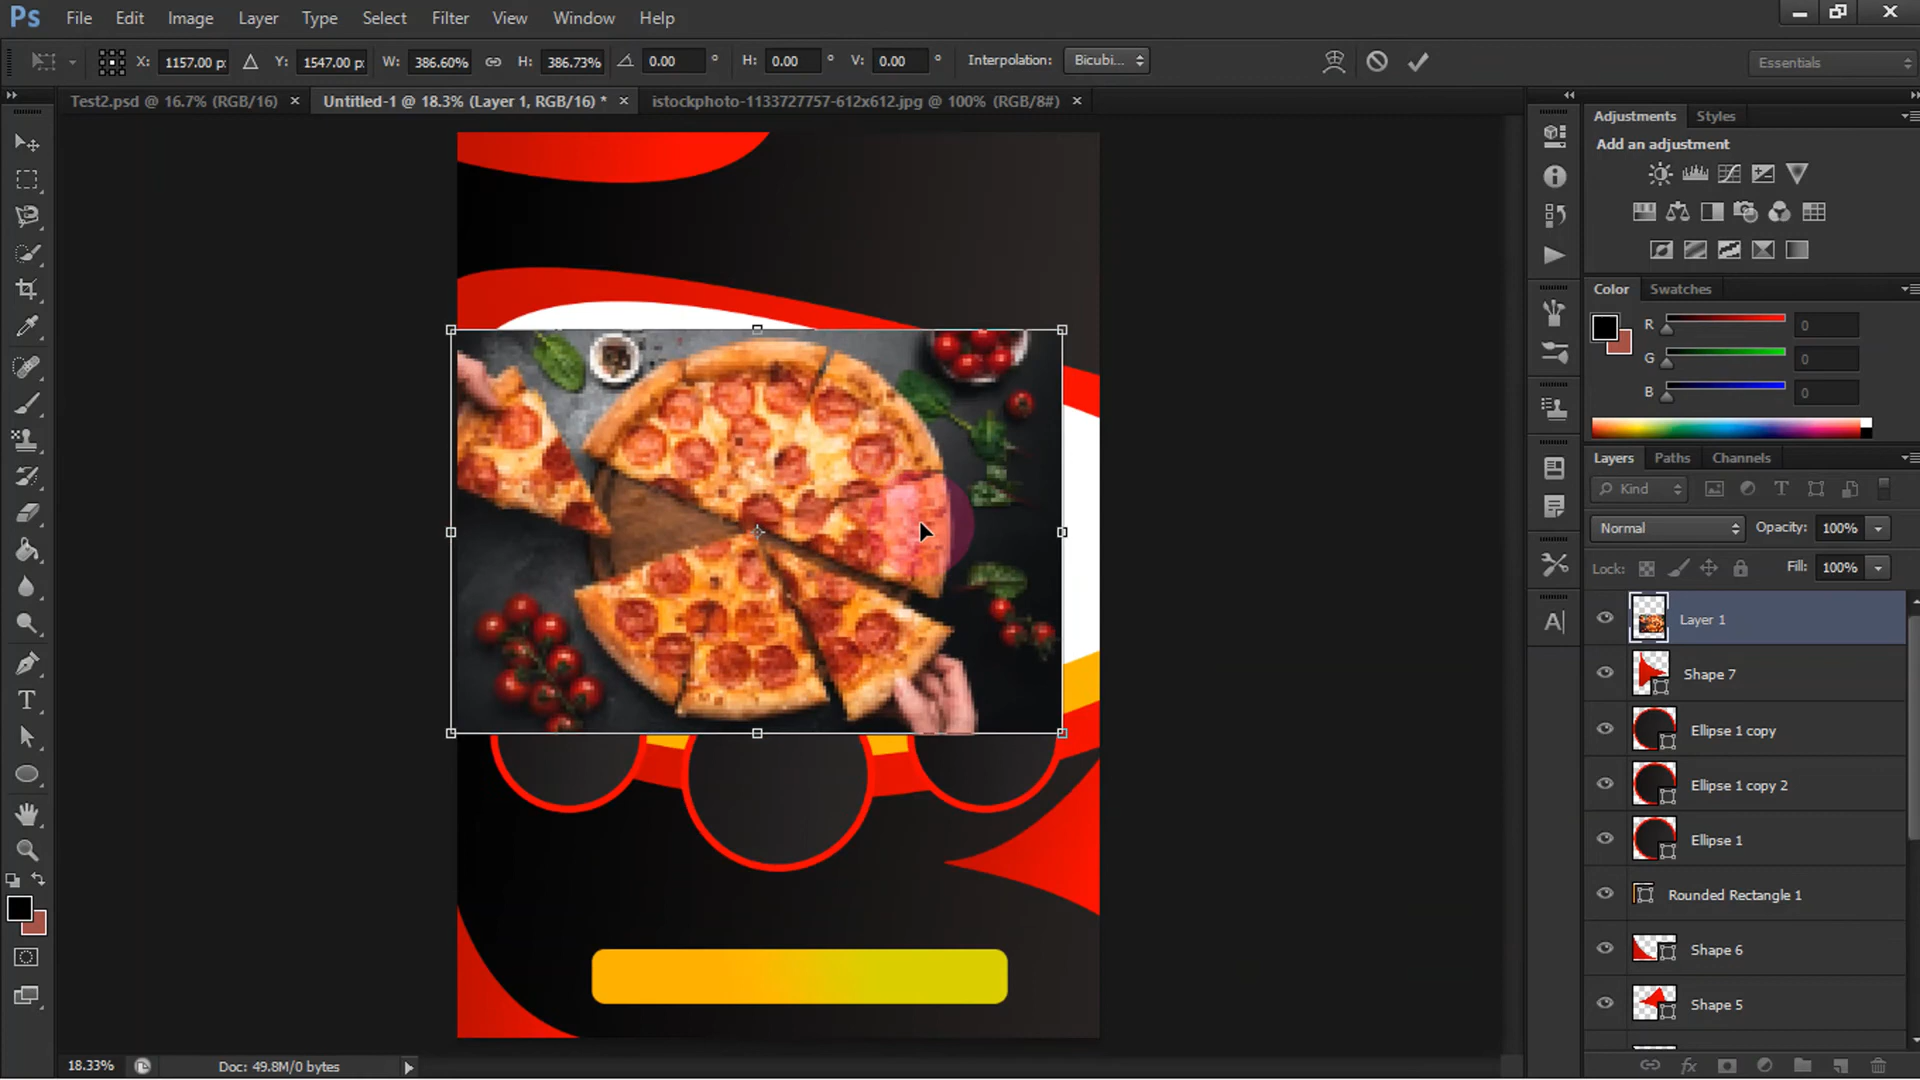 Ps File Edit Image Layer Type Select Filter View Window Help
X: 1157.00 p: Y: 1547.00 p: W: 386.60% H: 386.73% 0.00 ° H: 0.00 ° V: 0.00 ° Interpolation: Bicubi... Essentials
Test2.psd @ 16.7% (RGB/16) × Untitled-1 @ 18.3% (Layer 1, RGB/16) * × istockphoto-1133727757-612x612.jpg @ 100% (RGB/8#) ×
Adjustments Styles
Add an adjustment
Color Swatches
R 0
G 0
B 0
Layers Paths Channels
Kind
Normal Opacity: 100%
Lock: Fill: 100%
Layer 1
Shape 7
Ellipse 1 copy
Ellipse 1 copy 2
Ellipse 1
Rounded Rectangle 1
Shape 6
Shape 5
18.33% Doc: 49.8M/0 bytes